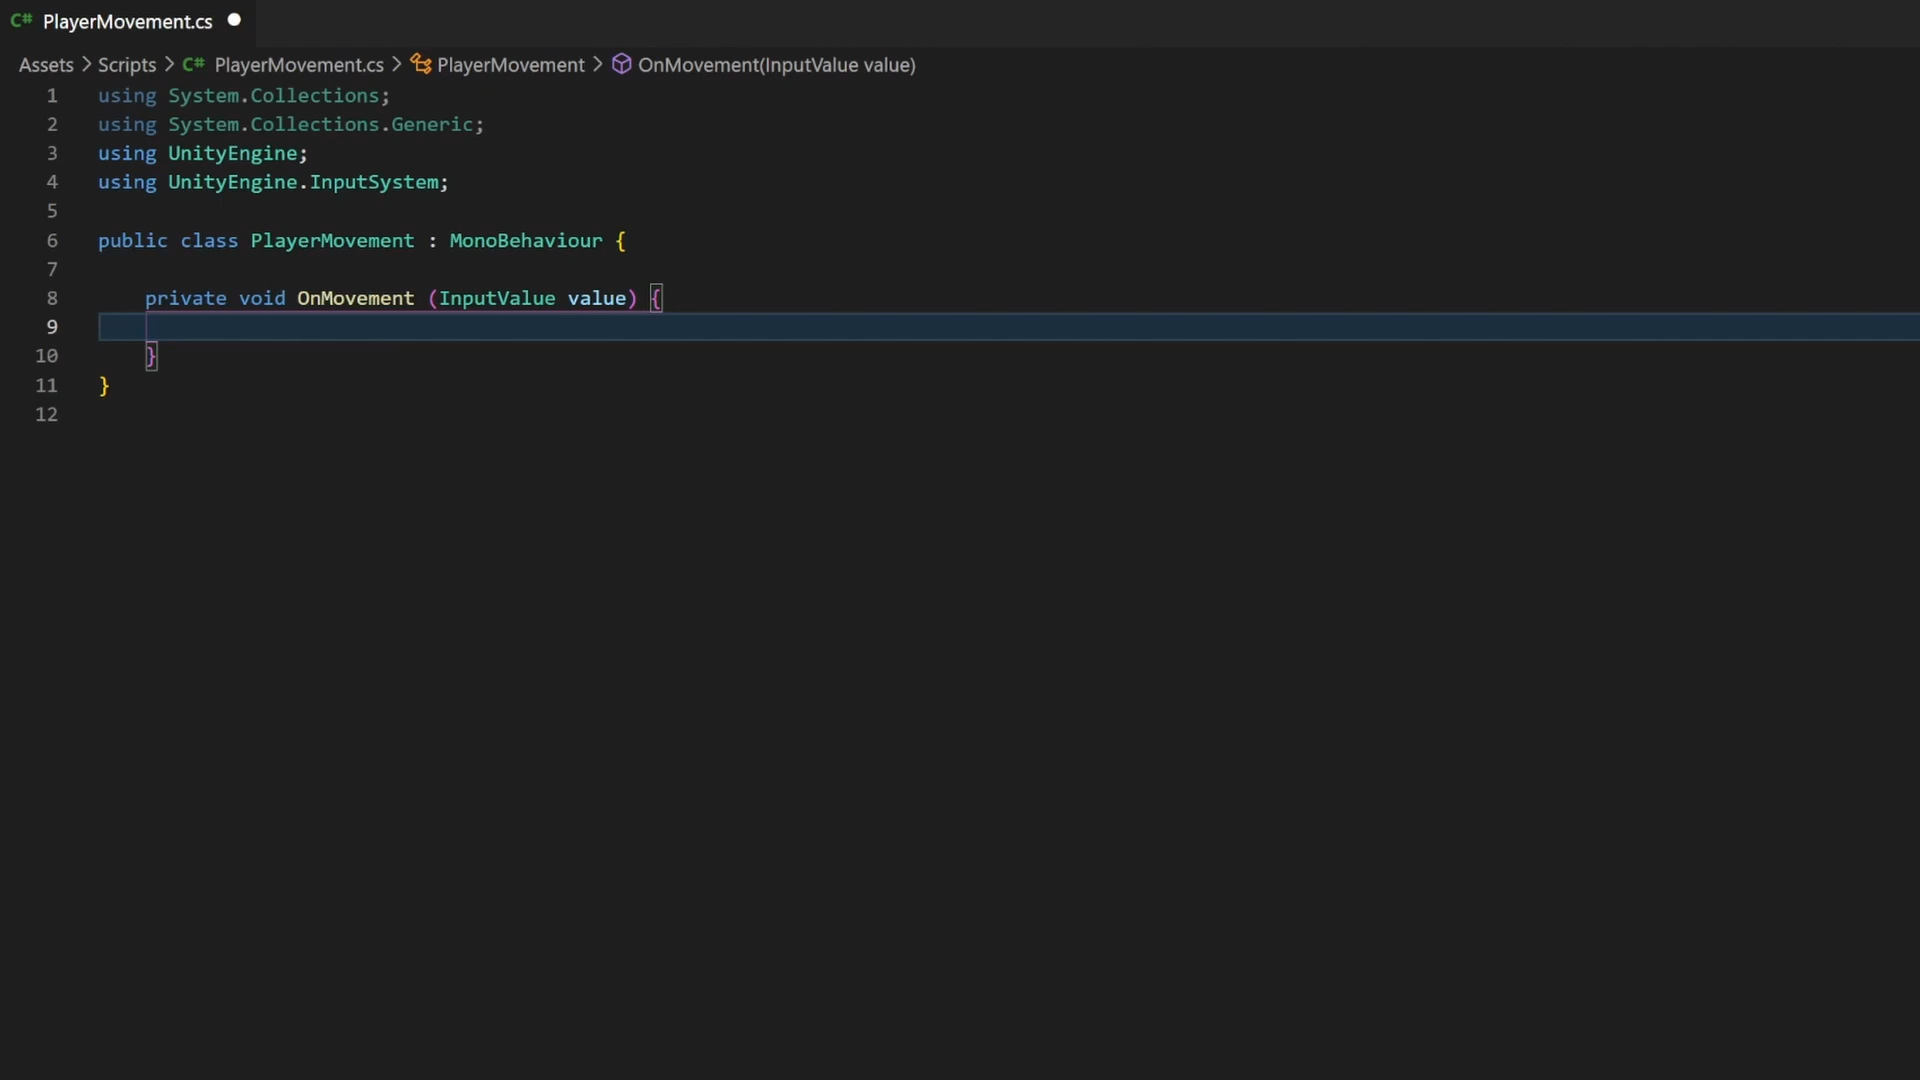 C# PlayerMovement.cs
Assets > Scripts > C# PlayerMovement.cs > PlayerMovement > OnMovement(InputValue value)
1 using System.Collections;
2 using System.Collections.Generic;
3 using UnityEngine;
4 using UnityEngine.InputSystem;
5
6 public class PlayerMovement : MonoBehaviour {
7
8 private void OnMovement (InputValue value) {
9
10 }
11 }
12